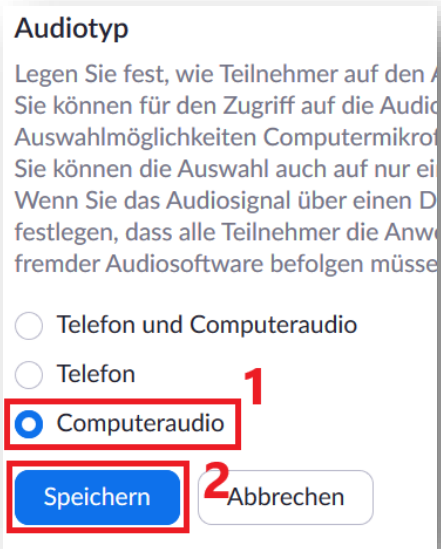 Audiotyp
Legen Sie fest, wie Teilnehmer auf den
Sie können für den Zugriff auf die
Auswahlmöglichkeiten
Sie können die Auswahl auch auf nur
Wenn Sie das Audiosignal über einen
festlegen, dass alle Teilnehmer die
fremder Audiosoftware befolgen
Telefon und Computeraudio
Telefon
1
Computeraudio
2
Speichern
Abbrechen